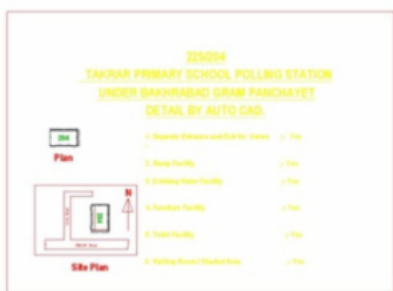 225/204
TAKRAR PRIMARY SCHOOL POLLING STATION
UNDER BAKHRABAD GRAM PANCHAYET
DETAIL BY AUTO CAD.
204
Plan
1. Separate Entrance and Exit for Voters :- Yes
2. Ramp Facility :- Yes
3. Drinking Water Facility :- Yes
4. Furniture Facility :- Yes
5. Toilet Facility :- Yes
6. Waiting Room / Shaded Area :- Yes
N
204
Site Plan